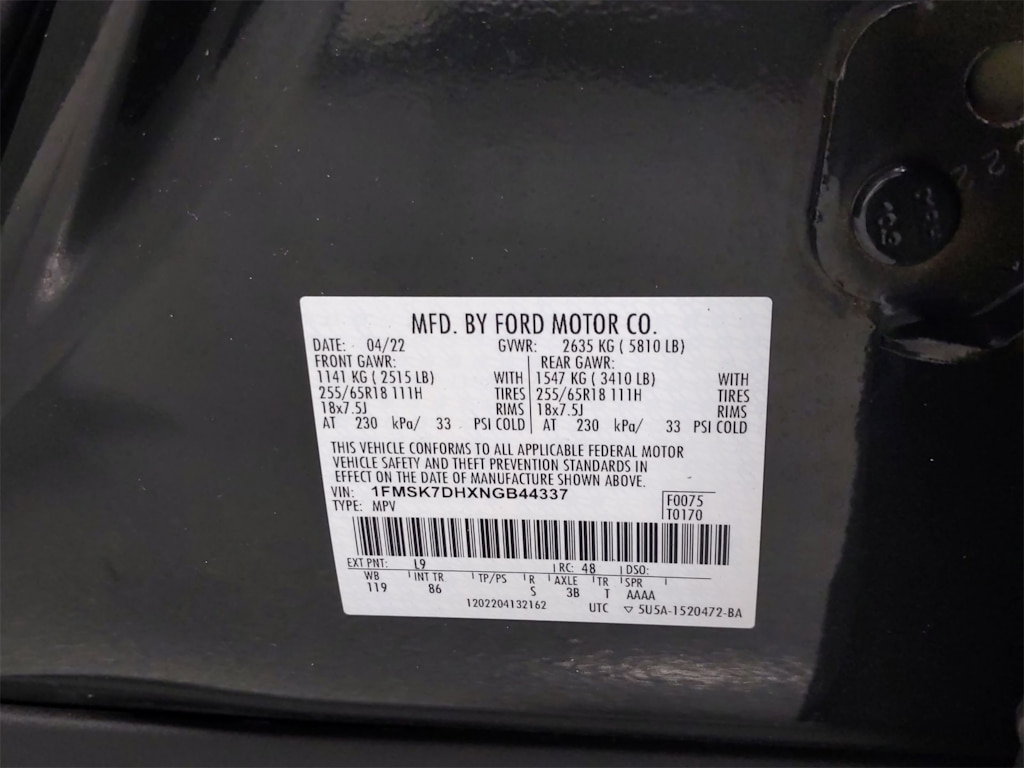 MFD. BY FORD MOTOR CO.
DATE: 04/22 GVWR: 2635 KG ( 5810 LB)
FRONT GAWR: REAR GAWR:
1141 KG ( 2515 LB) WITH 1547 KG ( 3410 LB) WITH
255/65R18 111H TIRES 255/65R18 111H TIRES
18x7.5J RIMS 18x7.5J RIMS
AT 230 kPa/ 33 PSI COLD AT 230 kPa/ 33 PSI COLD
THIS VEHICLE CONFORMS TO ALL APPLICABLE FEDERAL MOTOR
VEHICLE SAFETY AND THEFT PREVENTION STANDARDS IN
EFFECT ON THE DATE OF MANUFACTURE SHOWN ABOVE.
VIN: 1FMSK7DHXNGB44337 F0075
TYPE: MPV T0170
EXT PNT: L9 RC: 48 DSO:
WB INT TR TP/PS R AXLE TR SPR
119 86 S 3B T AAAA
1202204132162 UTC ▽ 5U5A-1520472-BA